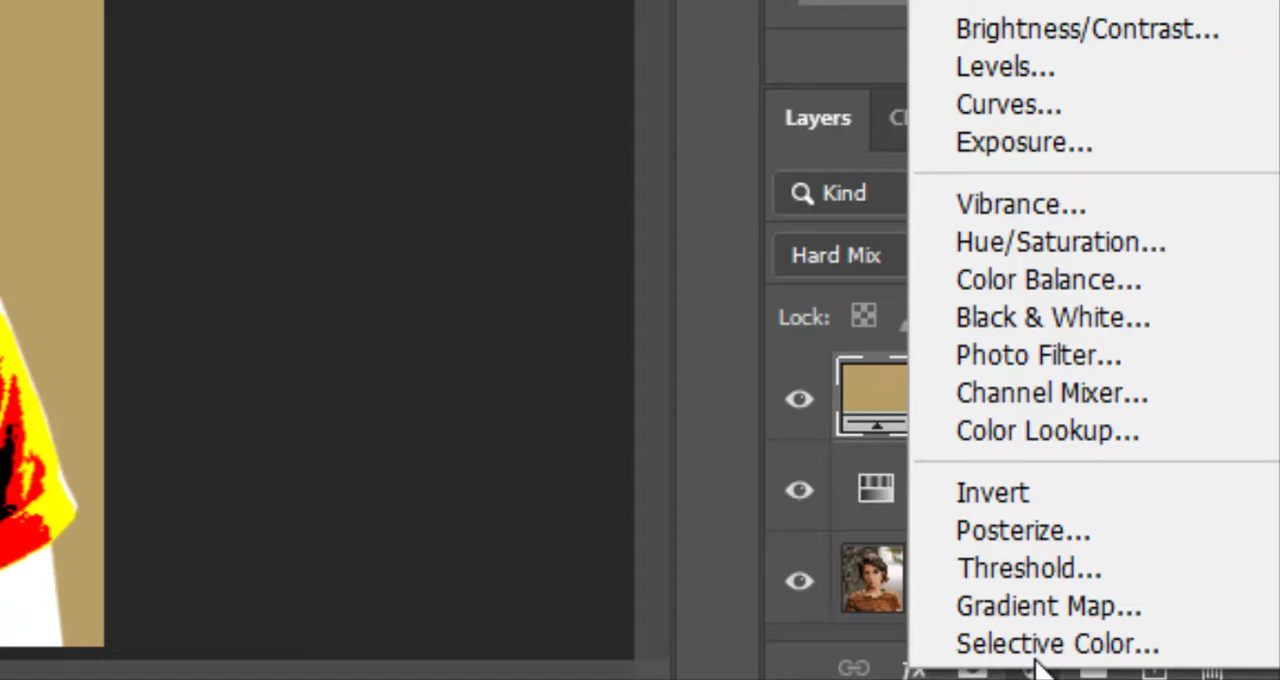 Brightness/Contrast...
Levels...
Curves...
Exposure...
Vibrance...
Hue/Saturation...
Color Balance...
Black & White...
Photo Filter...
Channel Mixer...
Color Lookup...
Invert
Posterize...
Threshold...
Gradient Map...
Selective Color...
Layers
Kind
Hard Mix
Lock:
fx